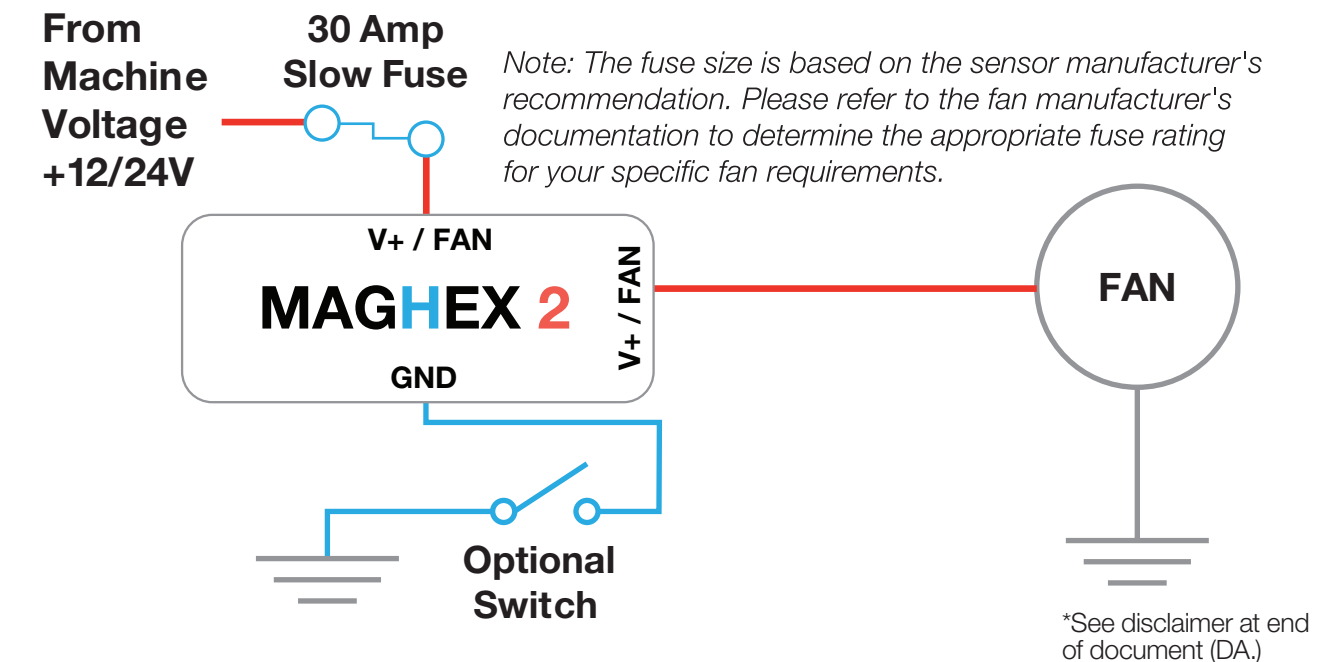 From
Machine
Voltage
+12/24V
30 Amp
Slow Fuse
Note: The fuse size is based on the sensor manufacturer's
recommendation. Please refer to the fan manufacturer's
documentation to determine the appropriate fuse rating
for your specific fan requirements.
V+ / FAN
MAGHEX 2
V+ / FAN
GND
FAN
Optional
Switch
*See disclaimer at end
of document (DA.)